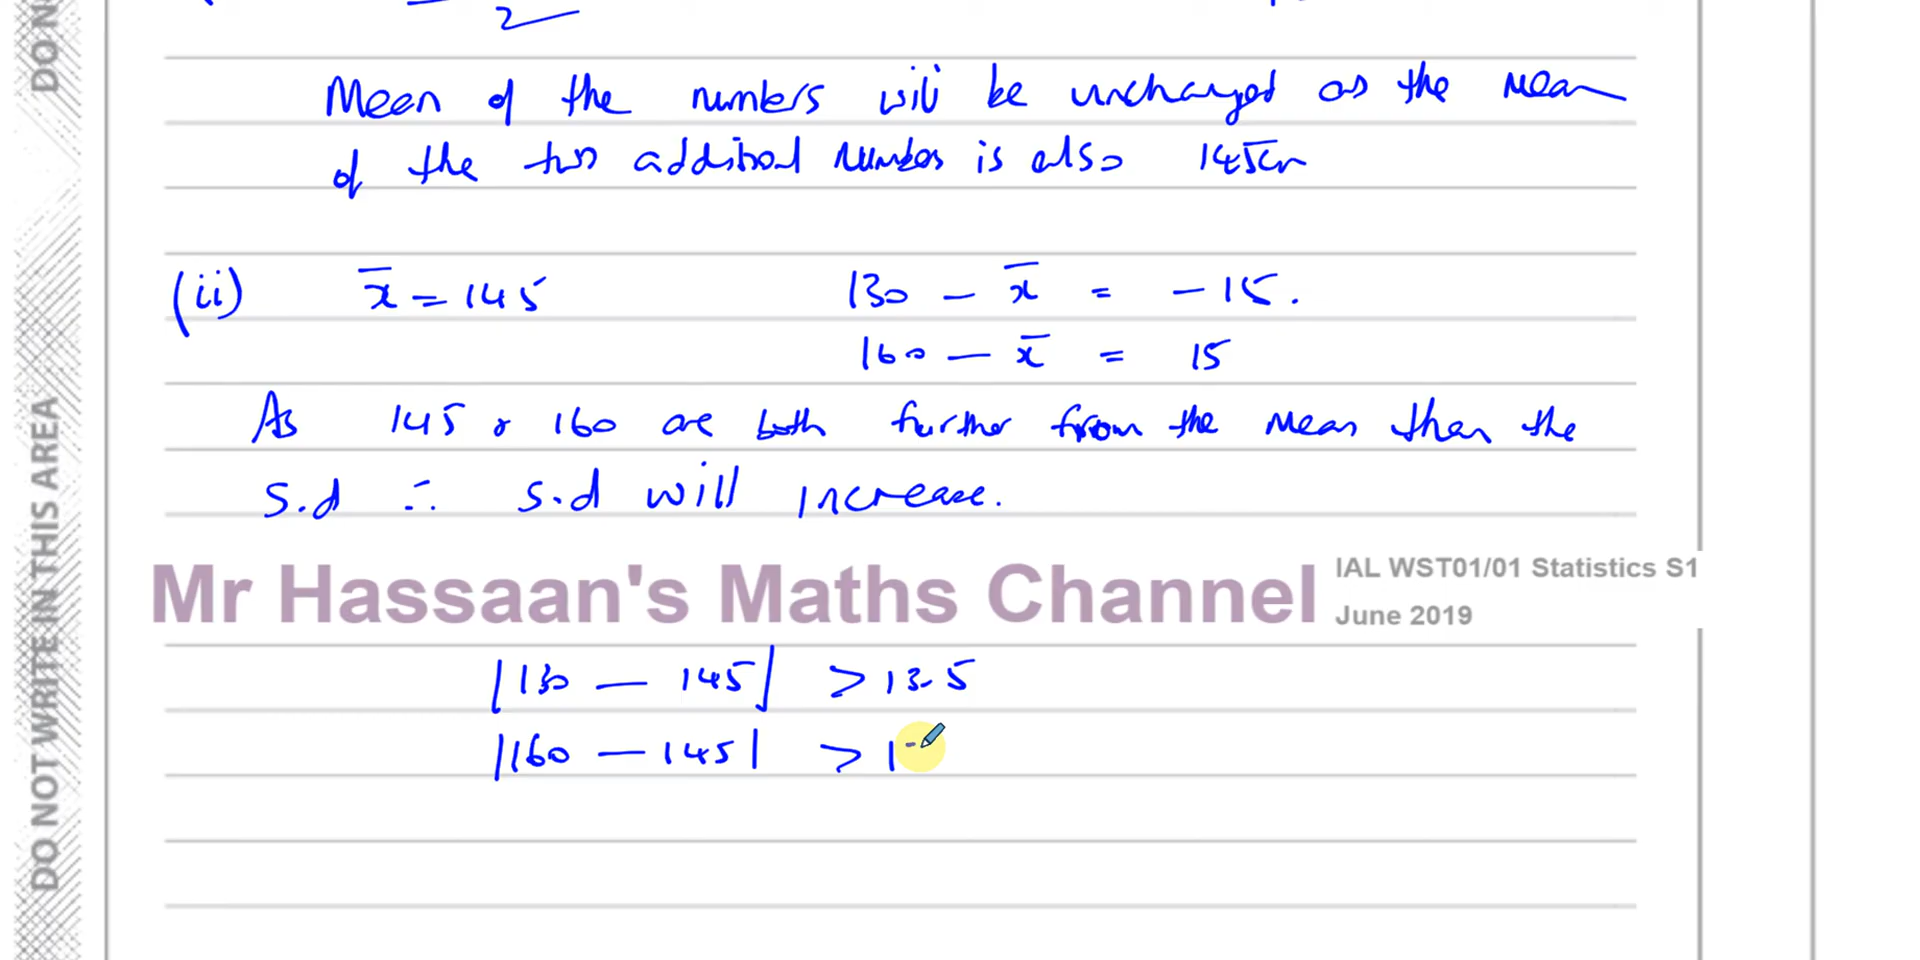 DO NO
2
Mean of the numbers will be unchanged as the mean
of the two additional numbers is also 145cm
(ii) x̄ = 145 130 - x̄ = -15.
160 - x̄ = 15
As 145 & 160 are both further from the mean than the
s.d ∴ s.d will increase.
Mr Hassaan's Maths Channel
IAL WST01/01 Statistics S1
June 2019
DO NOT WRITE IN THIS AREA
|130 - 145| > 13.5
|160 - 145| > 1